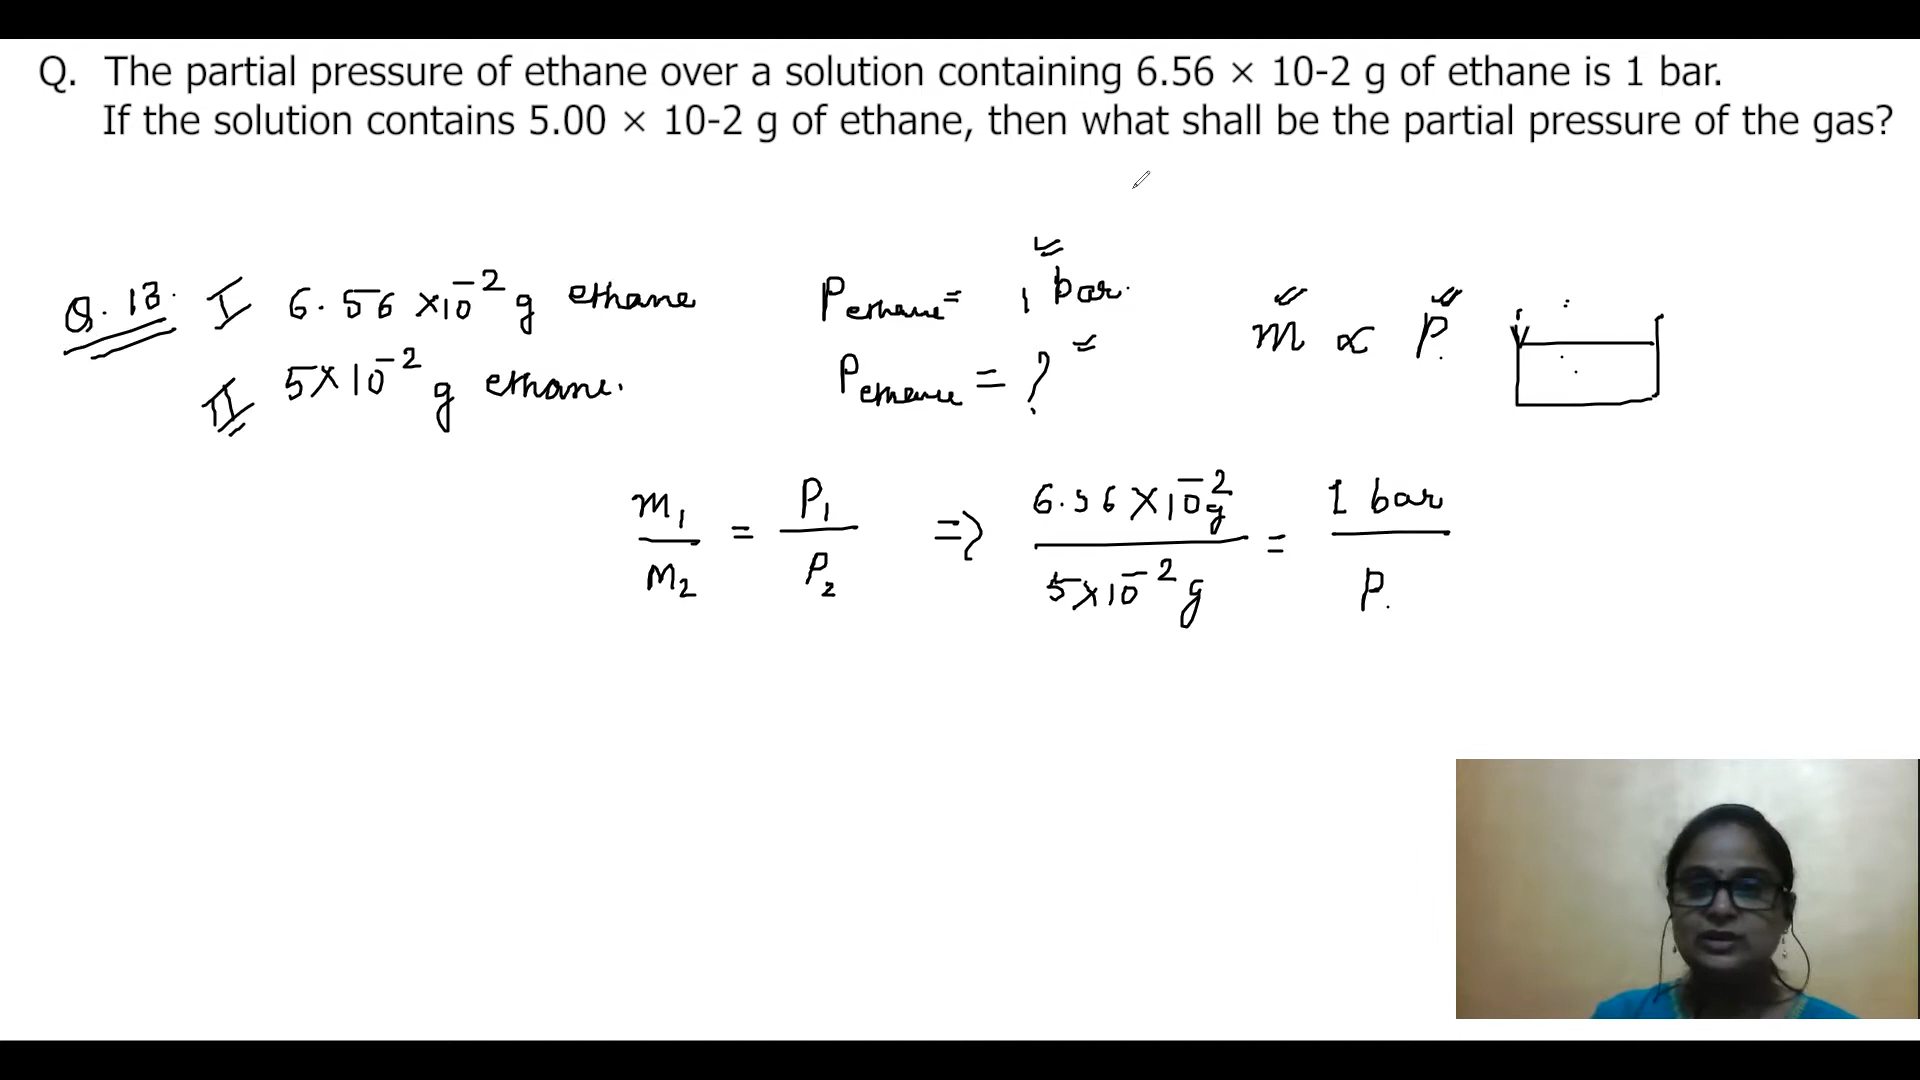 Q. The partial pressure of ethane over a solution containing 6.56 × 10-2 g of ethane is 1 bar.
If the solution contains 5.00 × 10-2 g of ethane, then what shall be the partial pressure of the gas?
Q. 13. I 6.56 ×10⁻² g ethane P ethane = 1 bar.
II 5×10⁻² g ethane. P ethane = ?
m ∝ P.
m₁/m₂ = P₁/P₂ ⇒ 6.56×10⁻² g / 5×10⁻² g = 1 bar / P.